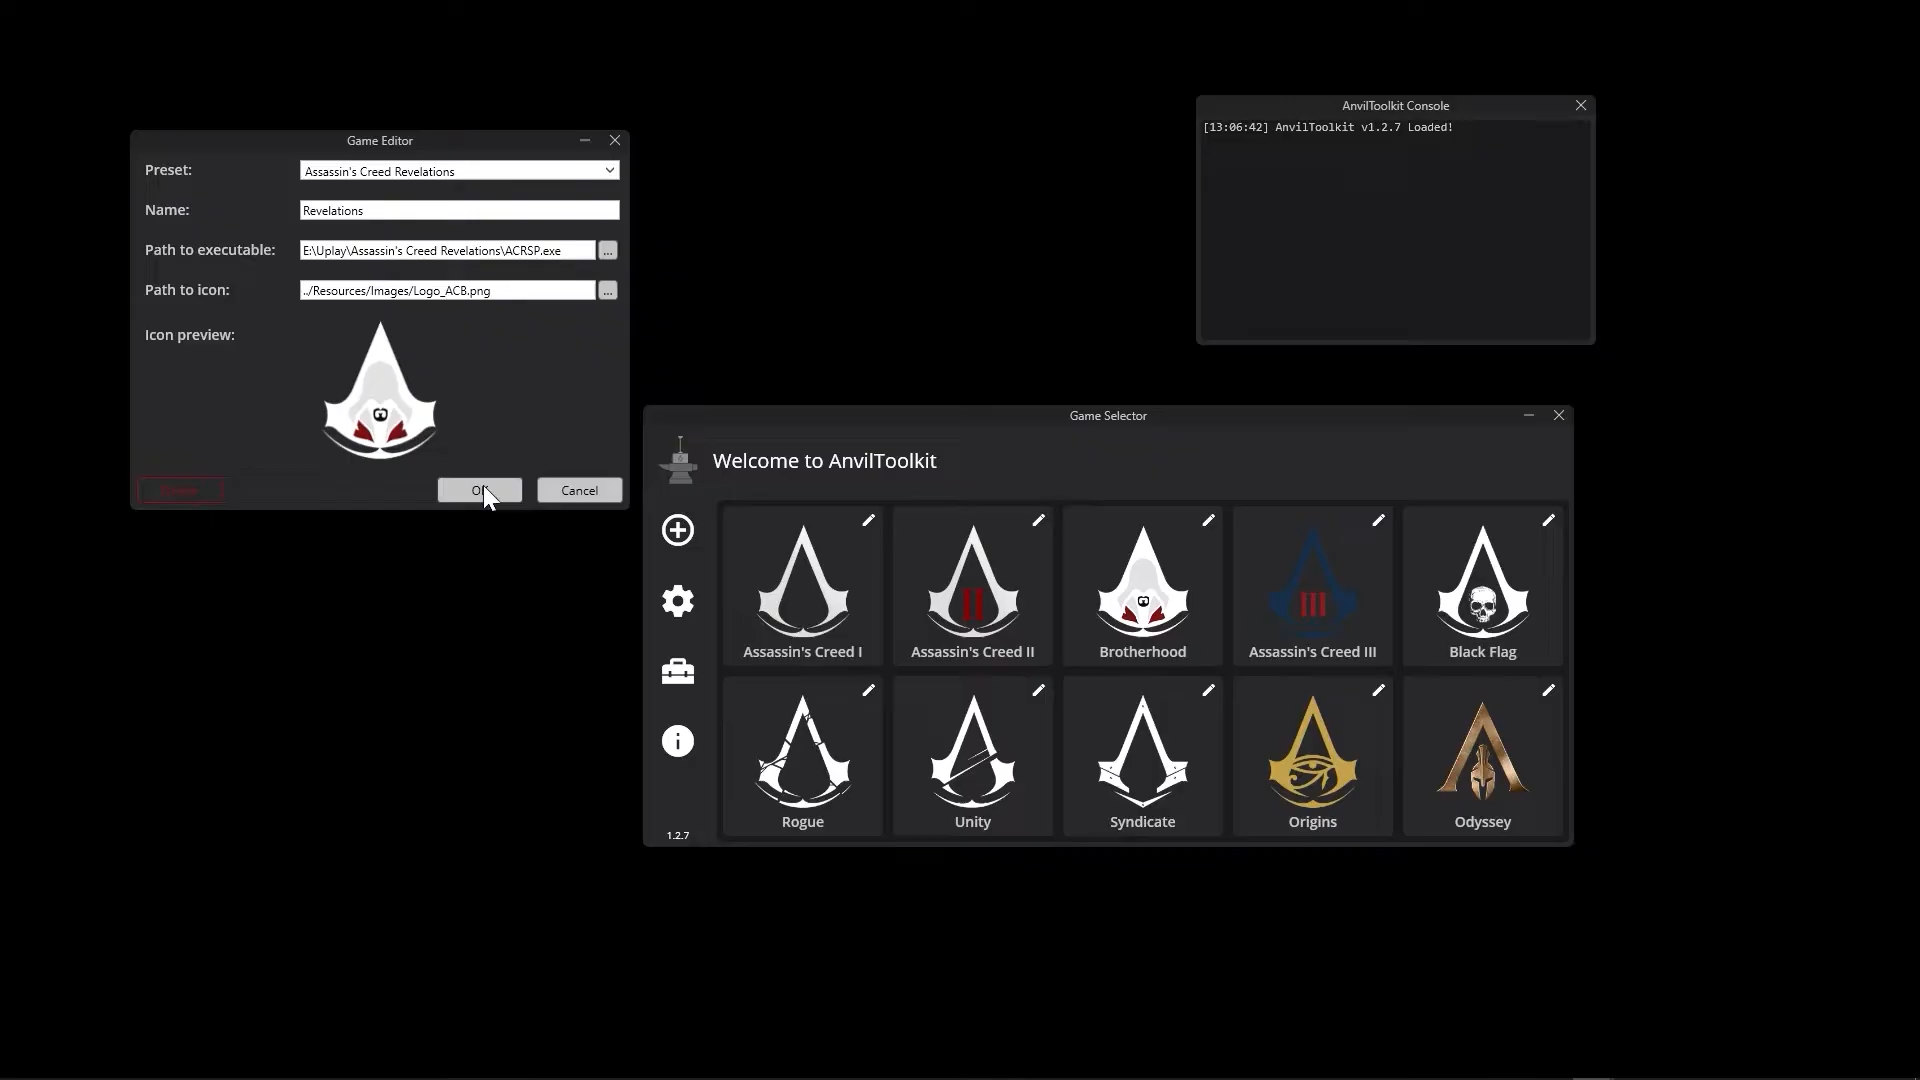 Game Editor
Preset:
Assassin's Creed Revelations
Name:
Revelations
Path to executable:
E:\Uplay\Assassin's Creed Revelations\ACRSP.exe
...
Path to icon:
../Resources/Images/Logo_ACB.png
...
Icon preview:
Cancel
AnvilToolkit Console
[13:06:42] AnvilToolkit v1.2.7 Loaded!
Game Selector
Welcome to AnvilToolkit
II
III
Assassin's Creed I
Assassin's Creed II
Brotherhood
Assassin's Creed III
Black Flag
Rogue
Unity
Syndicate
Origins
Odyssey
1.2.7